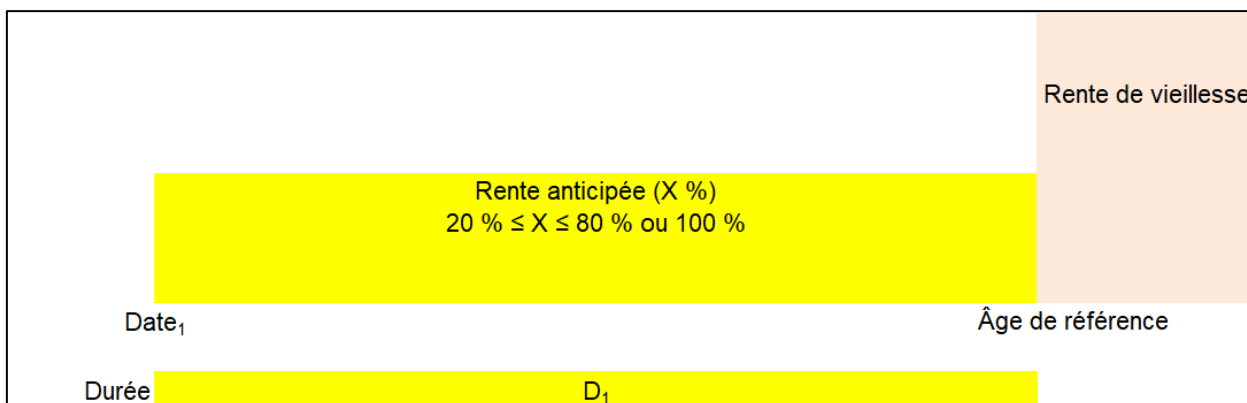 Rente de vieillesse
Rente anticipée (X %)
20 % ≤ X ≤ 80 % ou 100 %
Date₁
Âge de référence
Durée
D₁